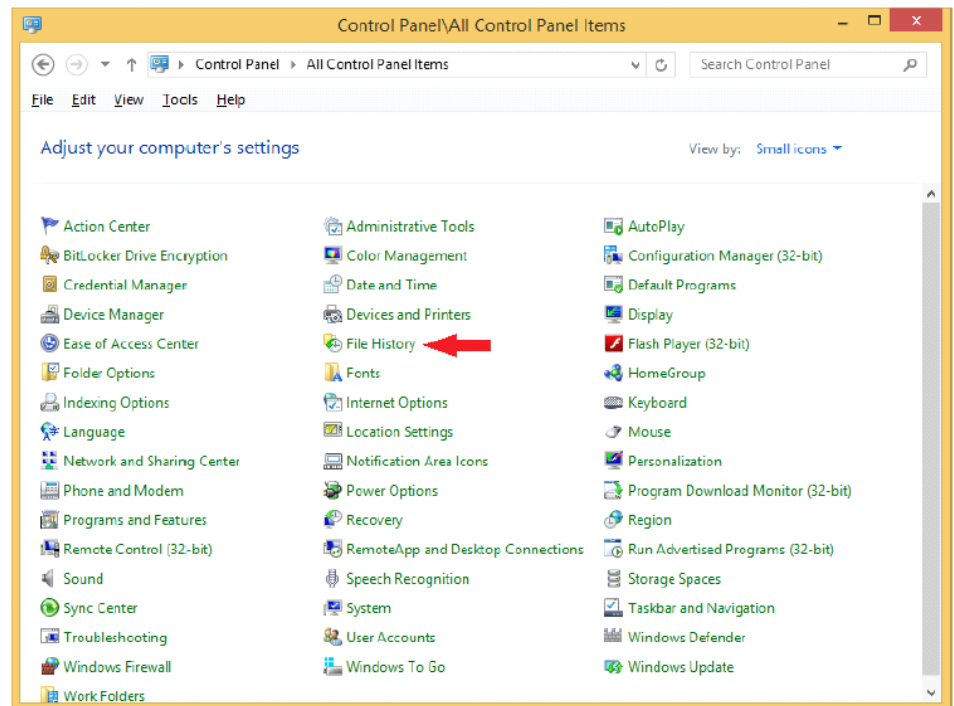 Control Panel\All Control Panel Items
Control Panel All Control Panel Items Search Control Panel
File Edit View Tools Help
Adjust your computer's settings View by: Small icons
Action Center Administrative Tools AutoPlay
BitLocker Drive Encryption Color Management Configuration Manager (32-bit)
Credential Manager Date and Time Default Programs
Device Manager Devices and Printers Display
Ease of Access Center File History Flash Player (32-bit)
Folder Options Fonts HomeGroup
Indexing Options Internet Options Keyboard
Language Location Settings Mouse
Network and Sharing Center Notification Area Icons Personalization
Phone and Modem Power Options Program Download Monitor (32-bit)
Programs and Features Recovery Region
Remote Control (32-bit) RemoteApp and Desktop Connections Run Advertised Programs (32-bit)
Sound Speech Recognition Storage Spaces
Sync Center System Taskbar and Navigation
Troubleshooting User Accounts Windows Defender
Windows Firewall Windows To Go Windows Update
Work Folders